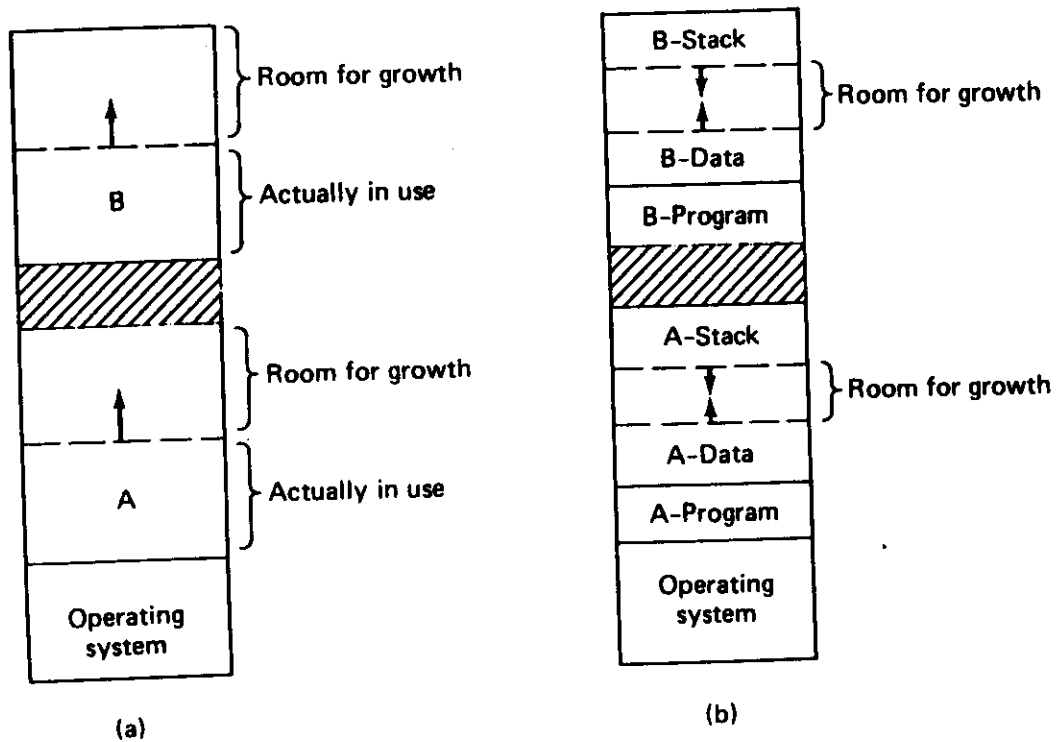 Room for growth
B
Actually in use
Room for growth
A
Actually in use
Operating
system
(a)
B-Stack
Room for growth
B-Data
B-Program
A-Stack
Room for growth
A-Data
A-Program
Operating
system
(b)